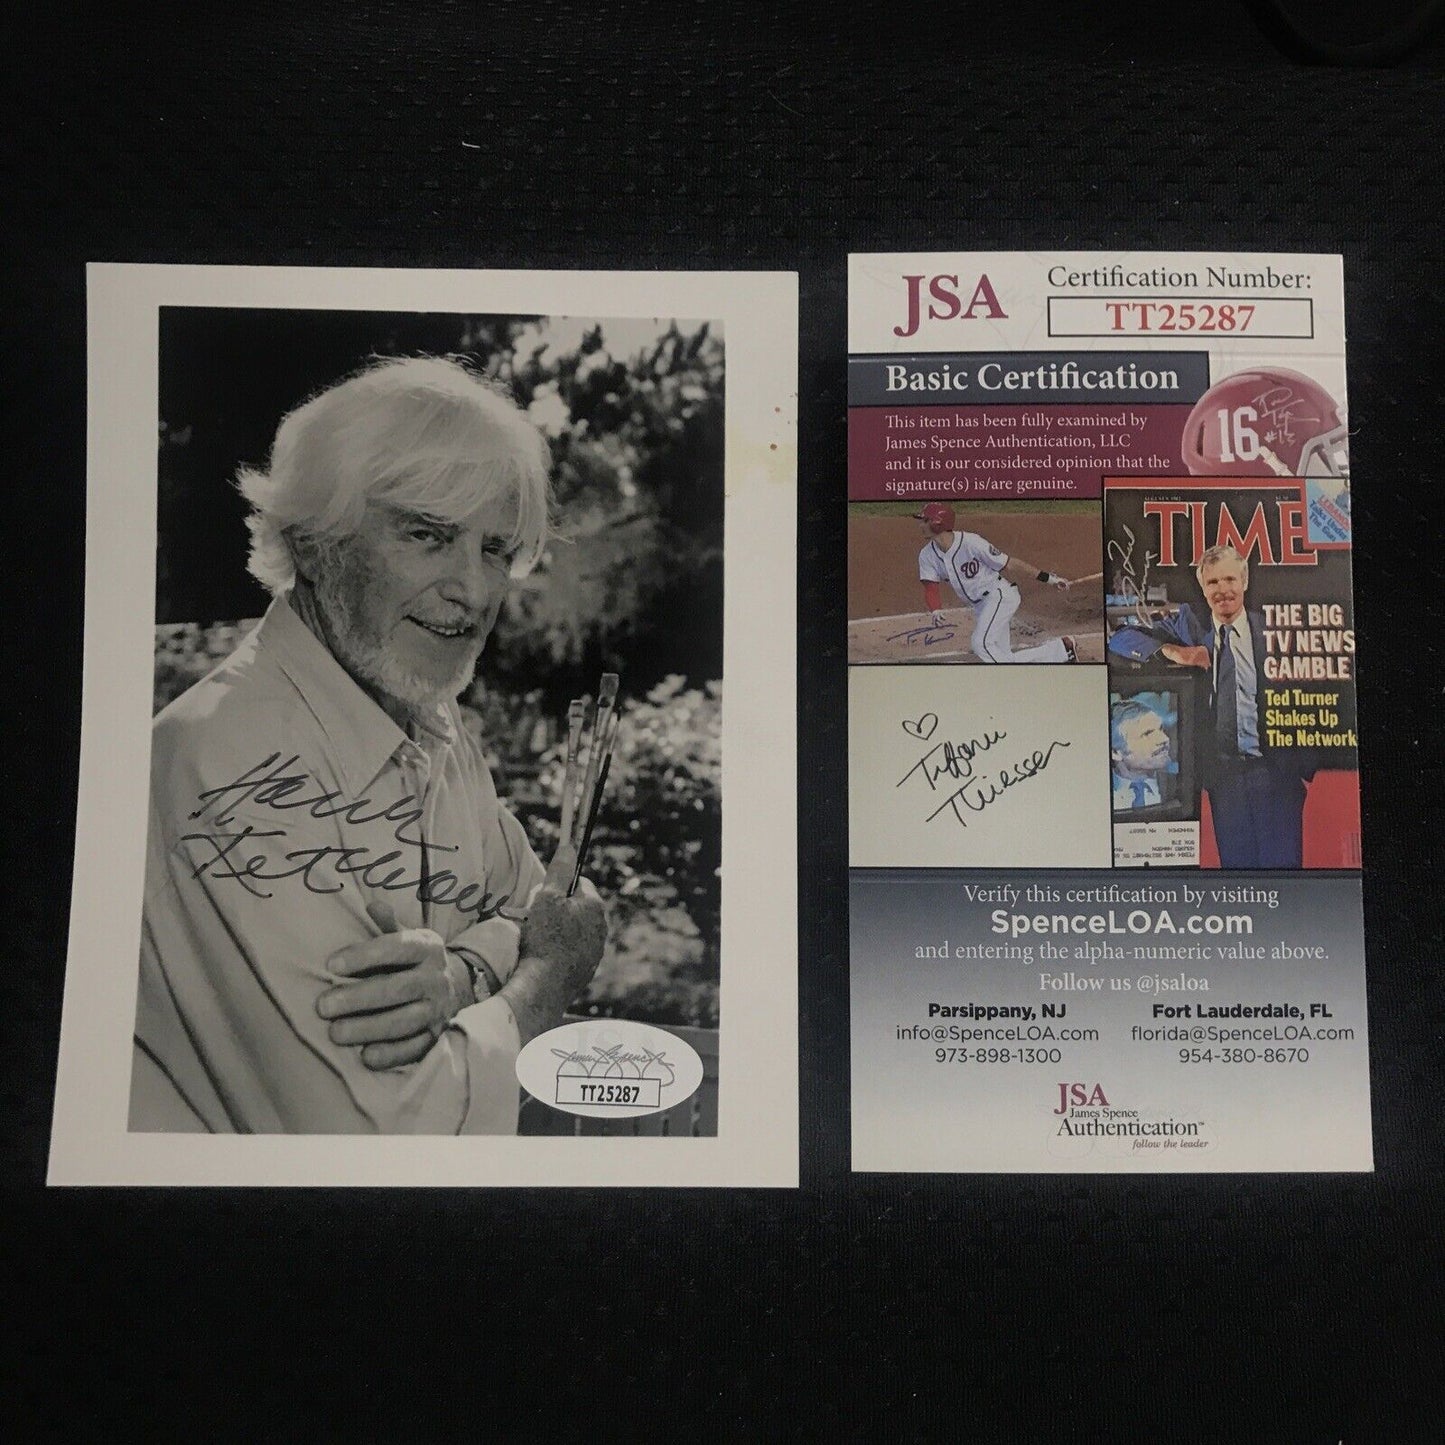 TT25287
JSA
Certification Number:
TT25287
Basic Certification
This item has been fully examined by
James Spence Authentication, LLC
and it is our considered opinion that the
signature(s) is/are genuine.
16
#13
TIME
THE BIG
TV NEWS
GAMBLE
Ted Turner
Shakes Up
The Network
W
Tiffani
Thiessen
Verify this certification by visiting
SpenceLOA.com
and entering the alpha-numeric value above.
Follow us @jsaloa
Parsippany, NJ
info@SpenceLOA.com
973-898-1300
Fort Lauderdale, FL
florida@SpenceLOA.com
954-380-8670
JSA
James Spence
Authentication™
follow the leader